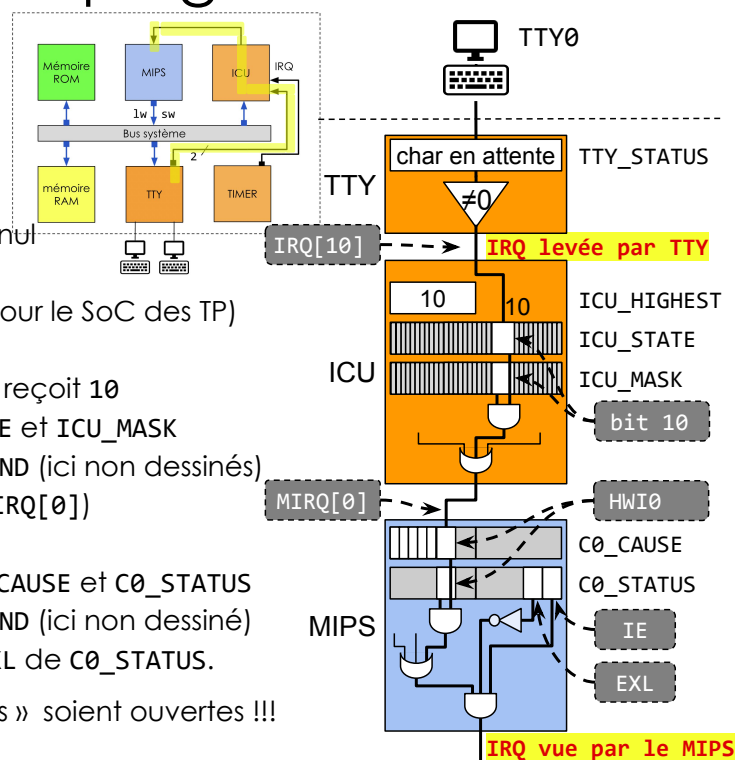 Mémoire
ROM
MIPS
ICU
IRQ
lw
sw
Bus système
2
mémoire
RAM
TTY
TIMER
nul
our le SoC des TP)
reçoit 10
E et ICU_MASK
ND (ici non dessinés)
IRQ[0])
CAUSE et C0_STATUS
ND (ici non dessiné)
L de C0_STATUS.
s » soient ouvertes !!!
TTY0
TTY
char en attente
TTY_STATUS
≠0
IRQ[10]
IRQ levée par TTY
ICU
10
10
ICU_HIGHEST
ICU_STATE
ICU_MASK
bit 10
MIRQ[0]
HWI0
MIPS
C0_CAUSE
C0_STATUS
IE
EXL
IRQ vue par le MIPS